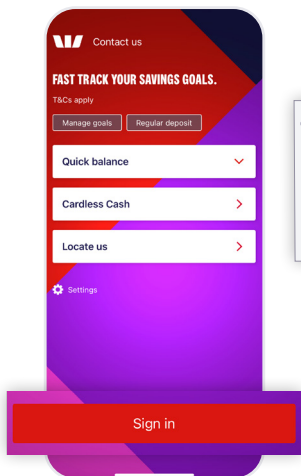 Contact us
FAST TRACK YOUR SAVINGS GOALS.
T&Cs apply
Manage goals Regular deposit
Quick balance
Cardless Cash
Locate us
Settings
Sign in